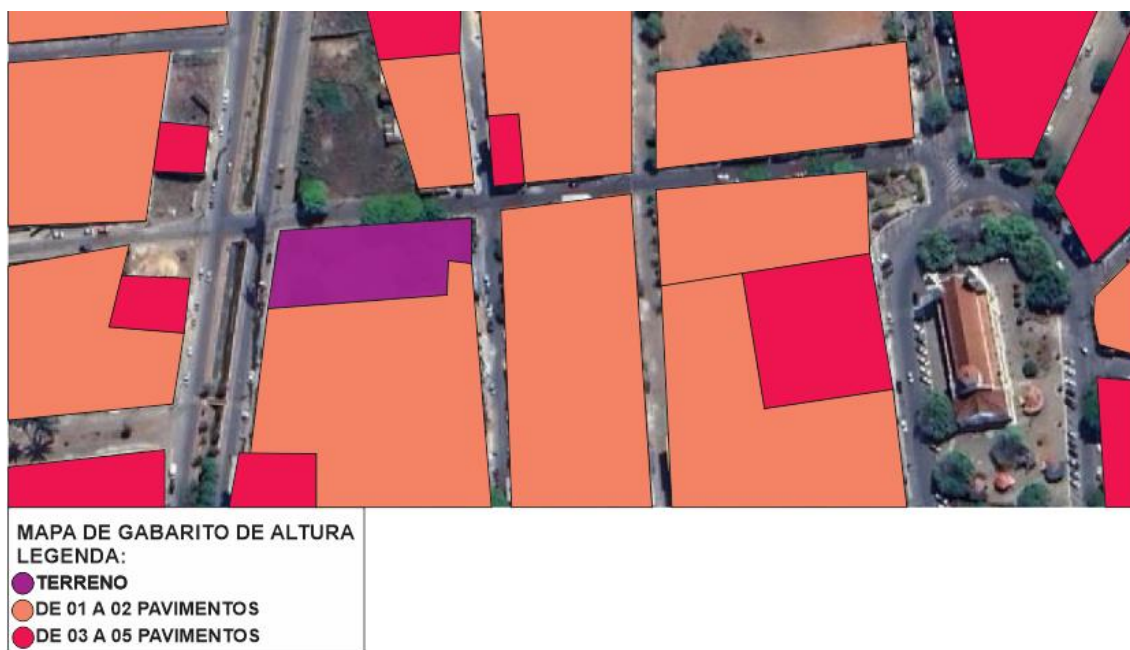 MAPA DE GABARITO DE ALTURA
LEGENDA:
TERRENO
DE 01 A 02 PAVIMENTOS
DE 03 A 05 PAVIMENTOS